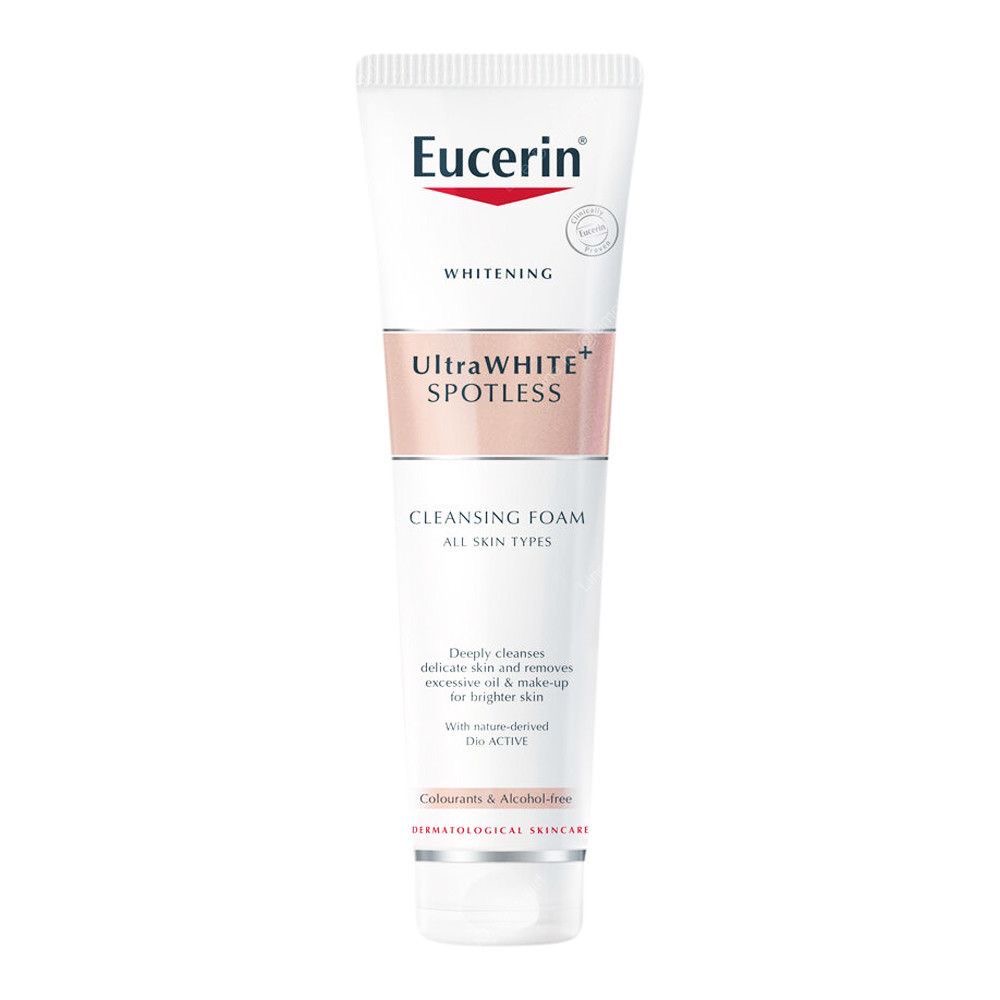 Eucerin®
Clinically
Eucerin
Proven
WHITENING
UltraWHITE+
SPOTLESS
CLEANSING FOAM
ALL SKIN TYPES
Deeply cleanses
delicate skin and removes
excessive oil & make-up
for brighter skin
With nature-derived
Dio ACTIVE
Colourants & Alcohol-free
DERMATOLOGICAL SKINCARE